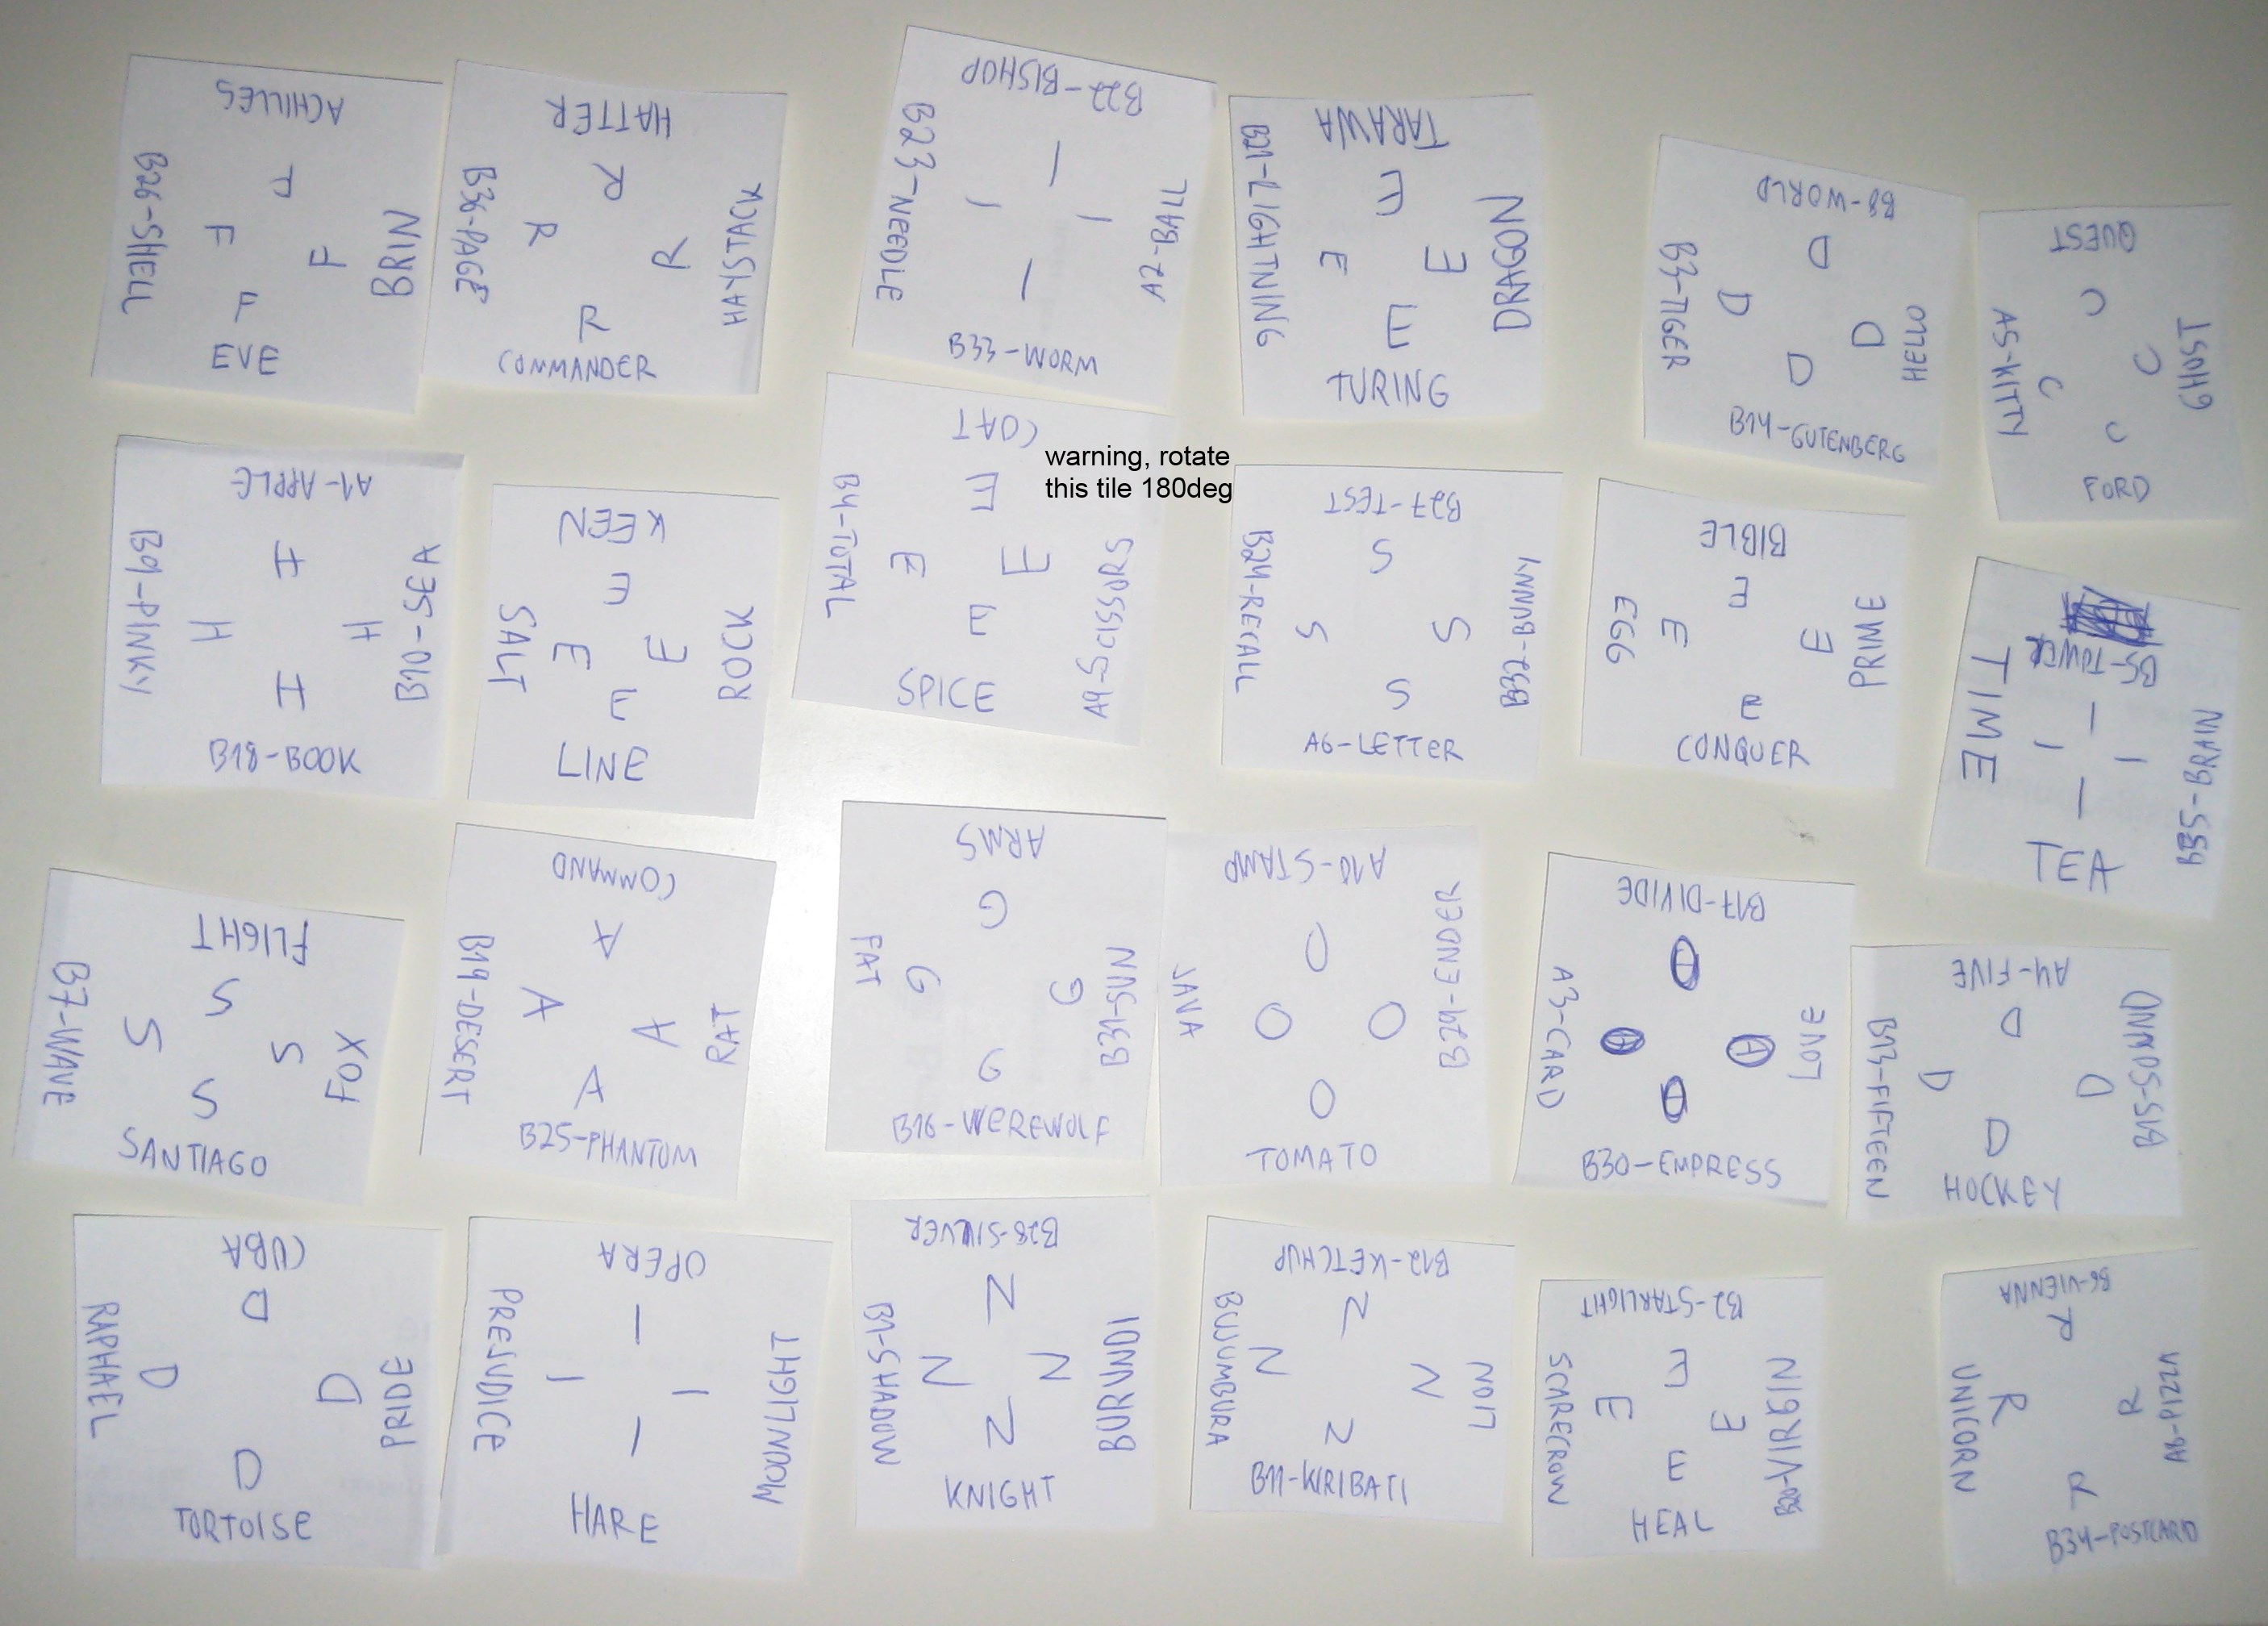 ACHILLES
B26-SHELL
F
F
F
F
BRIN
EVE
HATTER
B36-PAGE
R
R
R
R
HAYSTACK
COMMANDER
B22-BISHOP
B23-NEEDLE
I
I
I
I
A7-BALL
B33-WORM
TARAWA
B21-LIGHTNING
E
E
E
E
DRAGON
TURING
B8-WORLD
B3-TIGER
D
D
D
D
HELLO
B14-GUTENBERG
QUEST
A5-KITTY
C
C
C
C
GHOST
FORD
A1-APPLE
B9-PINKY
H
H
H
H
B10-SEA
B18-BOOK
KEEN
SALT
E
E
E
E
ROCK
LINE
COAT
warning, rotate
this tile 180deg
B4-TOTAL
E
E
E
E
A9-SCISSORS
SPICE
B27-TEST
B24-RECALL
S
S
S
S
B32-BUNNY
A6-LETTER
BIBLE
EGG
E
E
E
E
PRIME
CONQUER
B5-TOWER
TIME
I
I
I
I
B35-BRAIN
TEA
FLIGHT
B7-WAVE
S
S
S
S
FOX
SANTIAGO
COMMAND
B19-DESERT
A
A
A
A
RAT
B25-PHANTOM
ARMS
FAT
G
G
G
G
B31-SUN
B16-WEREWOLF
A10-STAMP
JAVA
O
O
O
O
B29-ENDER
TOMATO
B17-DIVIDE
A3-CARD
LOVE
B30-EMPRESS
A4-FIVE
B13-FIFTEEN
D
D
D
D
B15-SOUND
HOCKEY
CUBA
RAPHAEL
D
D
D
D
PRIDE
TORTOISE
OPERA
PREJUDICE
I
I
I
I
MOONLIGHT
HARE
B28-SILVER
B1-SHADOW
N
N
N
N
BURUNDI
KNIGHT
B12-KETCHUP
BUJUMBURA
N
N
N
N
LION
B11-KIRIBATI
B2-STARLIGHT
SCARECROW
E
E
E
E
B20-VIRGIN
HEAL
B6-VIENNA
UNICORN
R
R
R
R
A8-PIZZA
B34-POSTCARD